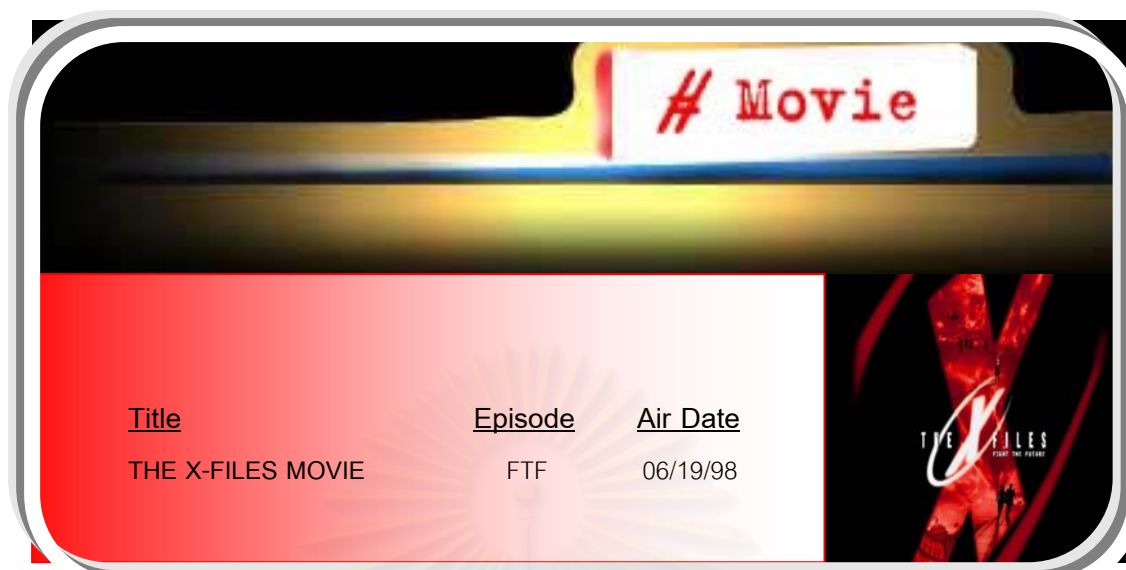 # Movie
Title Episode Air Date
THE X-FILES MOVIE FTF 06/19/98
THE X FILES
FIGHT THE FUTURE